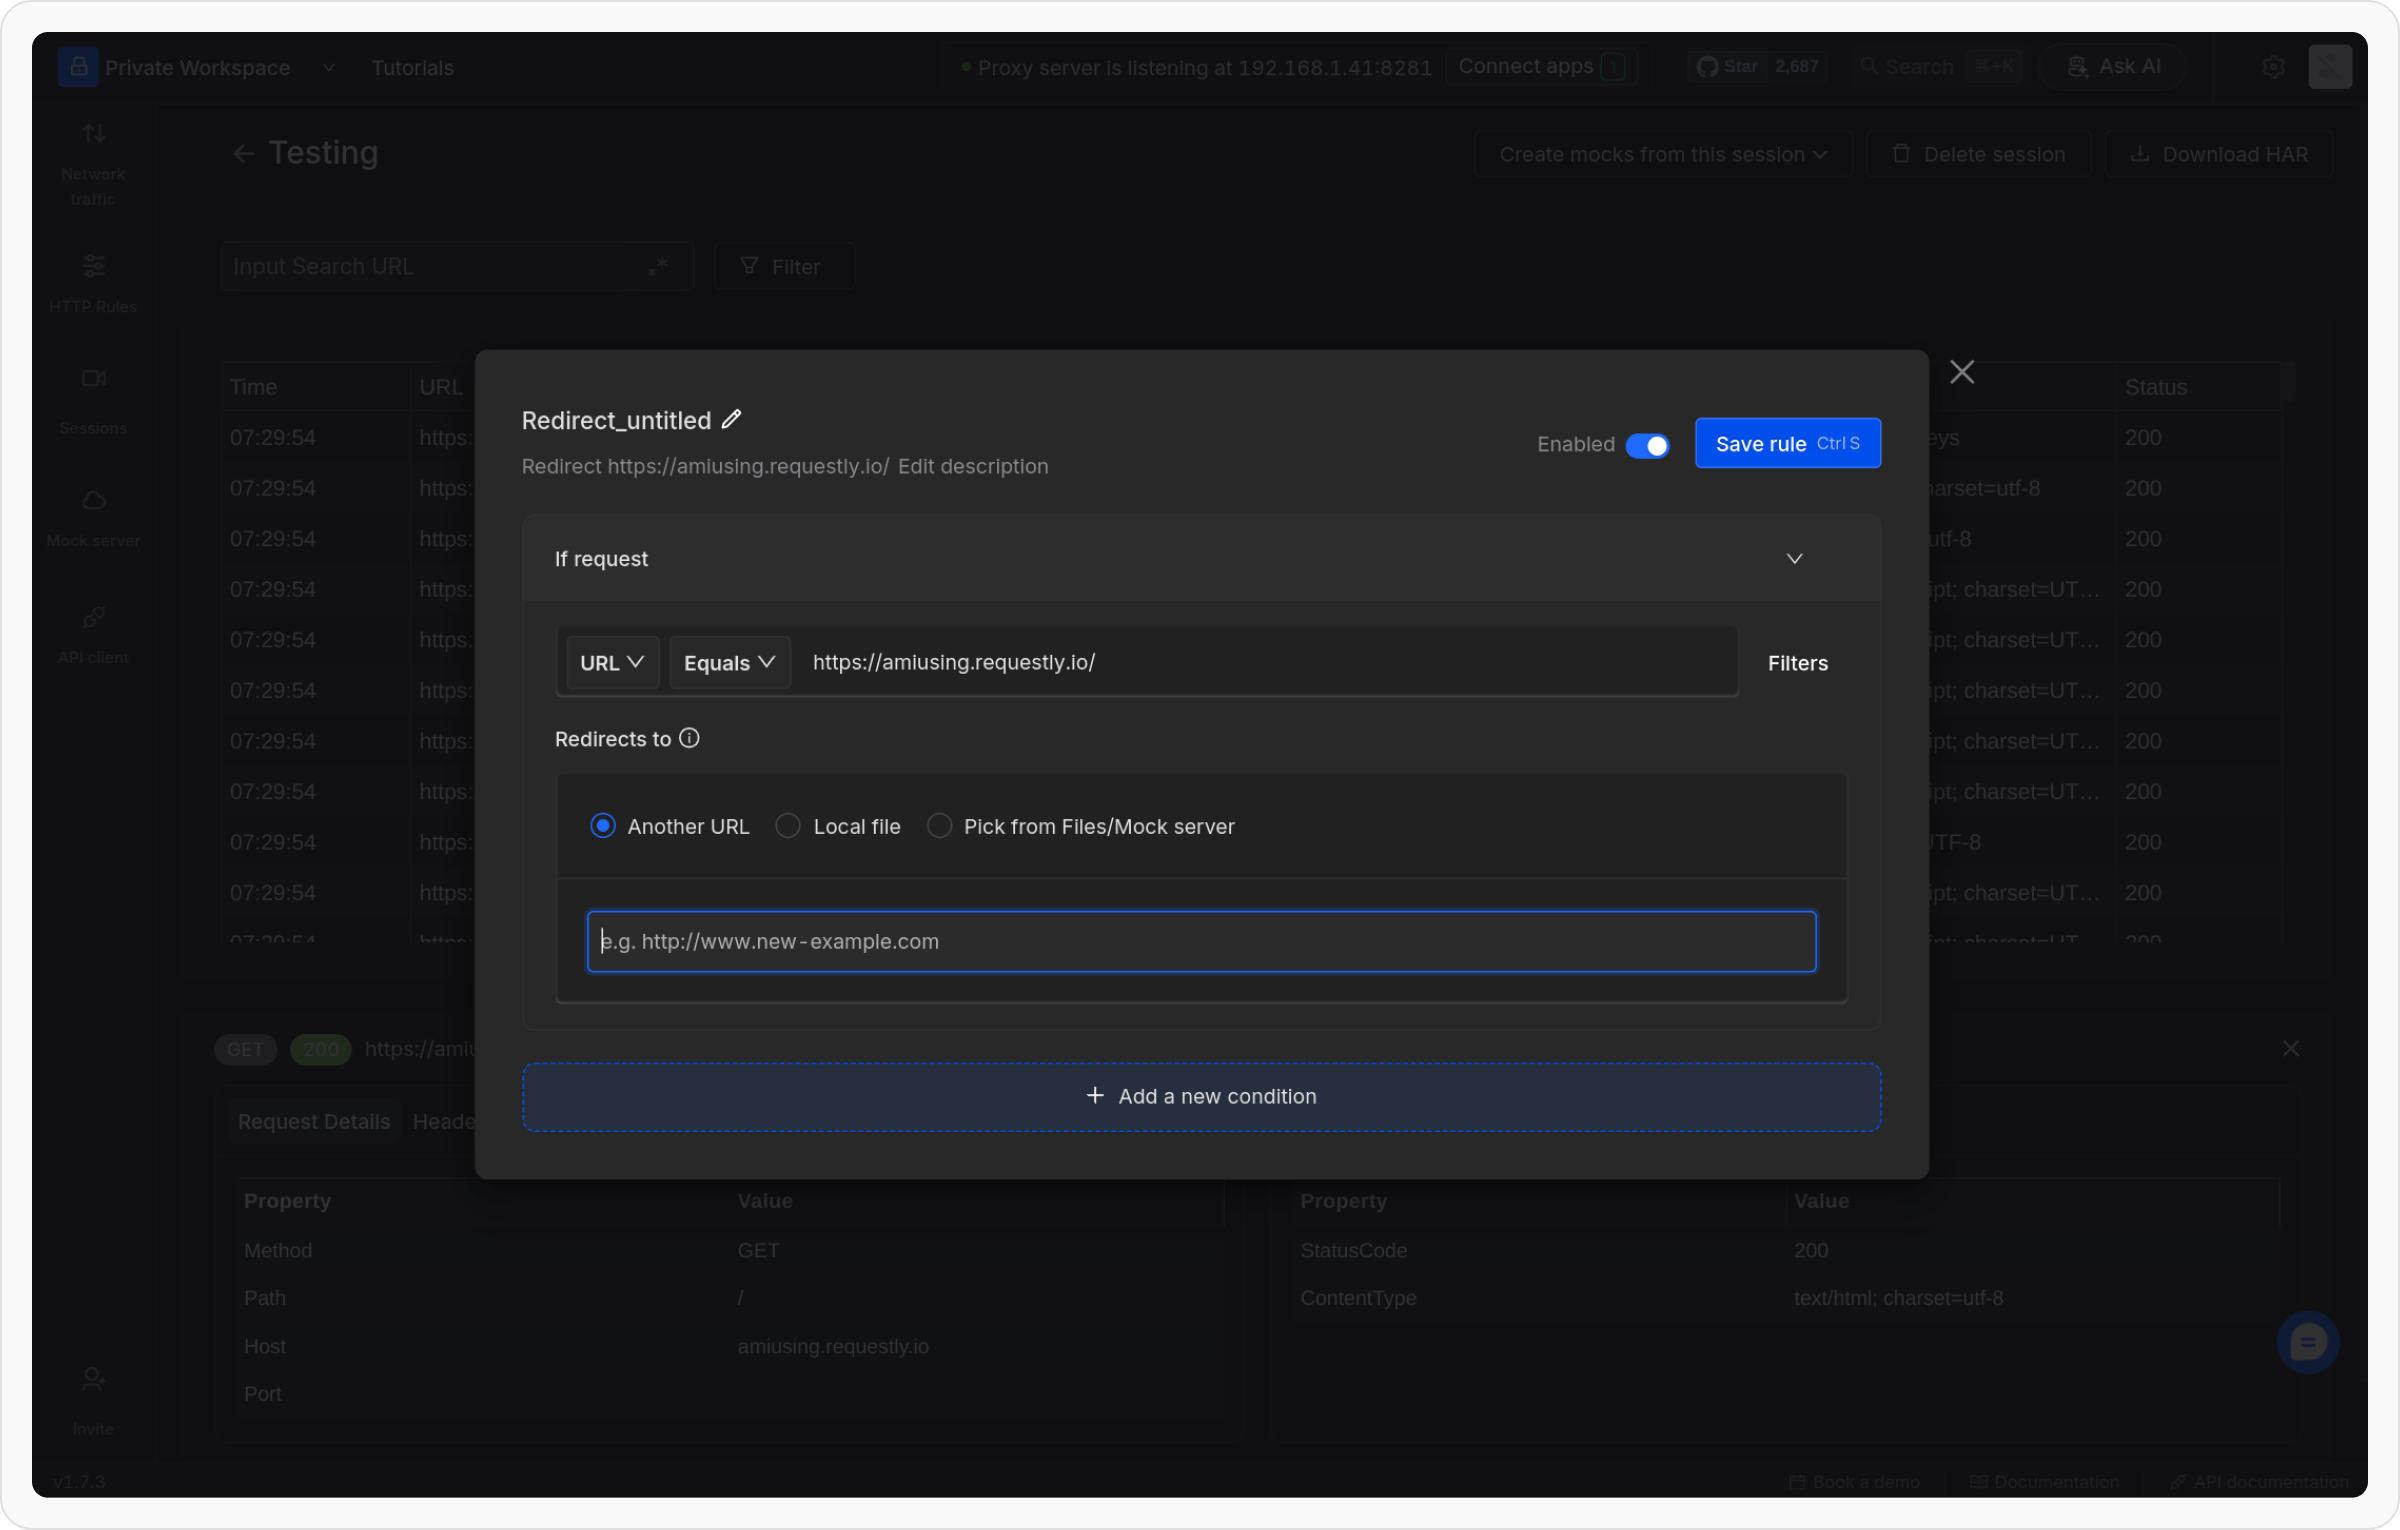 Private Workspace
Tutorials
Proxy server is listening at 192.168.1.41:8281
Connect apps 1
Star 2,687
Search ⌘+K
Ask AI
Network
traffic
HTTP Rules
Sessions
Mock server
API client
Invite
v1.7.3
Testing
Create mocks from this session
Delete session
Download HAR
Input Search URL .*
Filter
Time URL Status
07:29:54 https: eys 200
07:29:54 https: harset=utf-8 200
07:29:54 https: utf-8 200
07:29:54 https: ipt; charset=UT... 200
07:29:54 https: ipt; charset=UT... 200
07:29:54 https: ipt; charset=UT... 200
07:29:54 https: ipt; charset=UT... 200
07:29:54 https: ipt; charset=UT... 200
07:29:54 https: UTF-8 200
07:29:54 https: ipt; charset=UT... 200
Redirect_untitled
Redirect https://amiusing.requestly.io/ Edit description
Enabled
Save rule Ctrl S
If request
URL Equals https://amiusing.requestly.io/ Filters
Redirects to
Another URL Local file Pick from Files/Mock server
e.g. http://www.new-example.com
+ Add a new condition
GET 200 https://amiu
Request Details Heade
Property Value
Method GET
Path /
Host amiusing.requestly.io
Port
Property Value
StatusCode 200
ContentType text/html; charset=utf-8
Book a demo
Documentation
API documentation